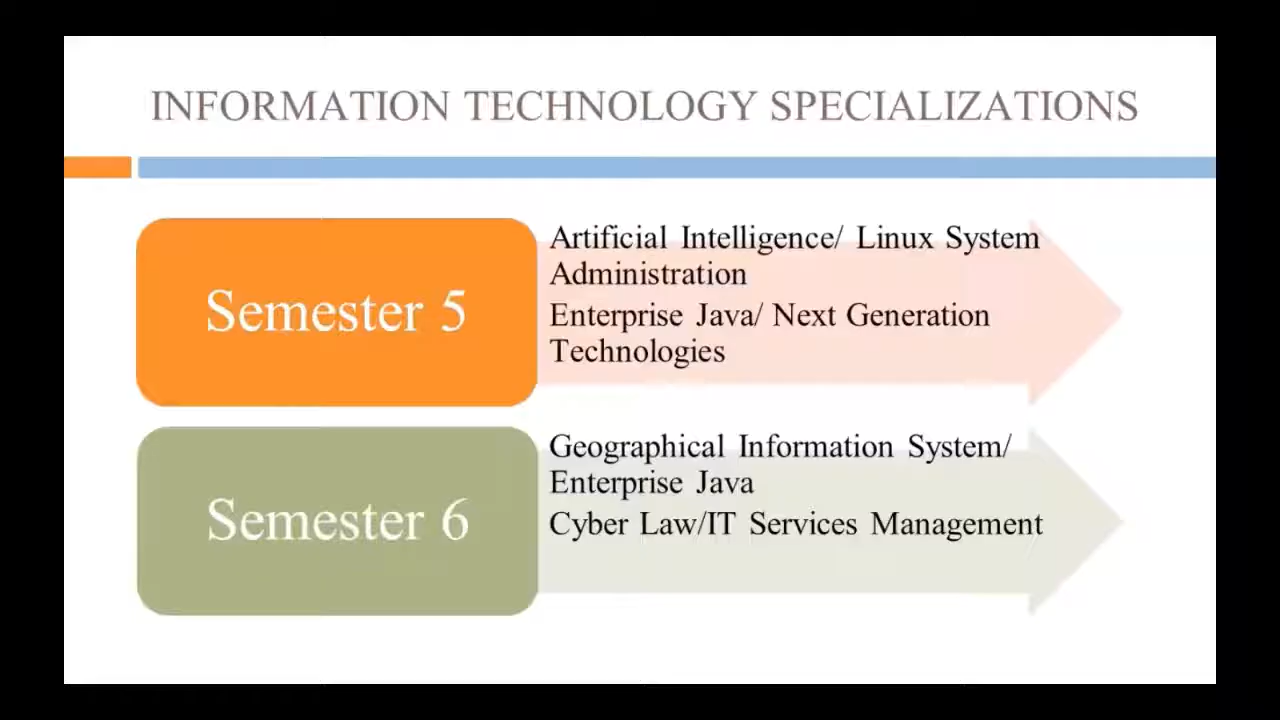 INFORMATION TECHNOLOGY SPECIALIZATIONS
Semester 5
Artificial Intelligence/ Linux System
Administration
Enterprise Java/ Next Generation
Technologies
Semester 6
Geographical Information System/
Enterprise Java
Cyber Law/IT Services Management